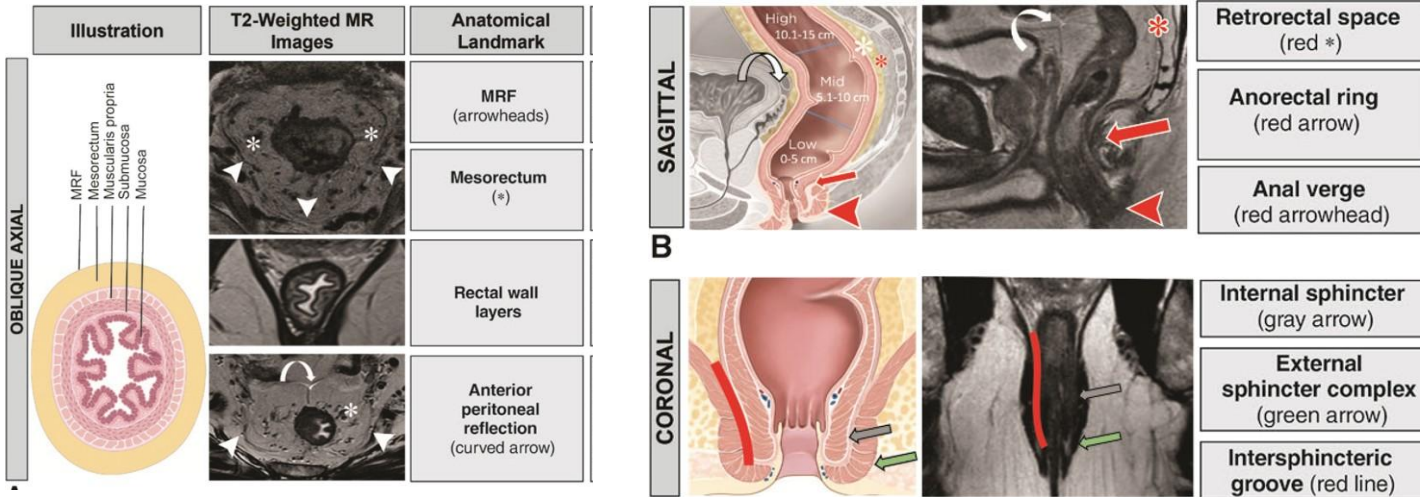 Illustration
T2-Weighted MR
Images
Anatomical
Landmark
OBLIQUE AXIAL
MRF
Mesorectum
Muscularis propria
Submucosa
Mucosa
*
*
MRF
(arrowheads)
Mesorectum
(*)
Rectal wall
layers
*
Anterior
peritoneal
reflection
(curved arrow)
SAGITTAL
High
10.1-15 cm
*
*
Mid
5.1-10 cm
Low
0-5 cm
*
Retrorectal space
(red *)
Anorectal ring
(red arrow)
Anal verge
(red arrowhead)
B
CORONAL
Internal sphincter
(gray arrow)
External
sphincter complex
(green arrow)
Intersphincteric
groove (red line)